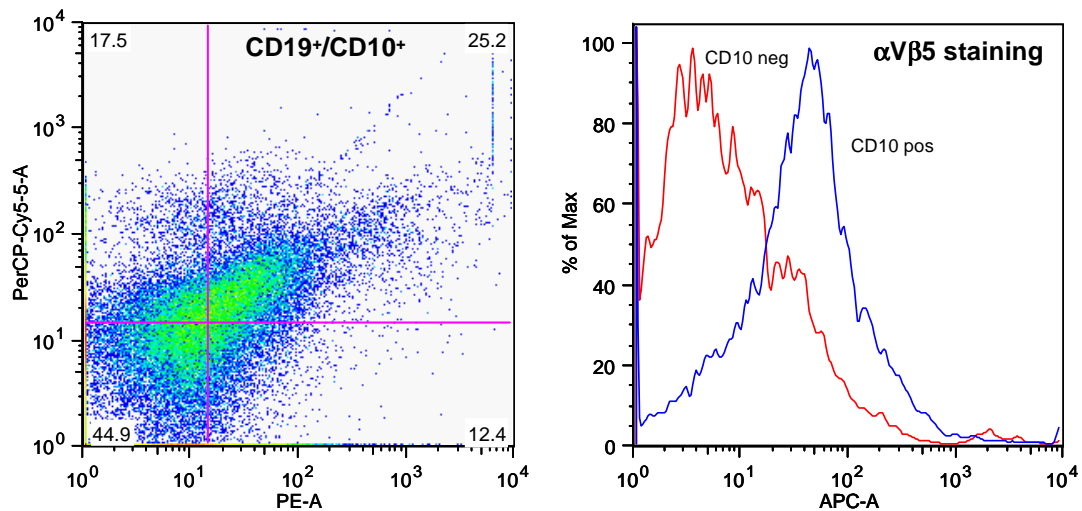 17.5
CD19⁺/CD10⁺
25.2
44.9
12.4
10⁴
10³
10²
10¹
10⁰
PerCP-Cy5-5-A
10⁰ 10¹ 10² 10³ 10⁴
PE-A
αVβ5 staining
CD10 neg
CD10 pos
100
80
60
40
20
0
% of Max
10⁰ 10¹ 10² 10³ 10⁴
APC-A